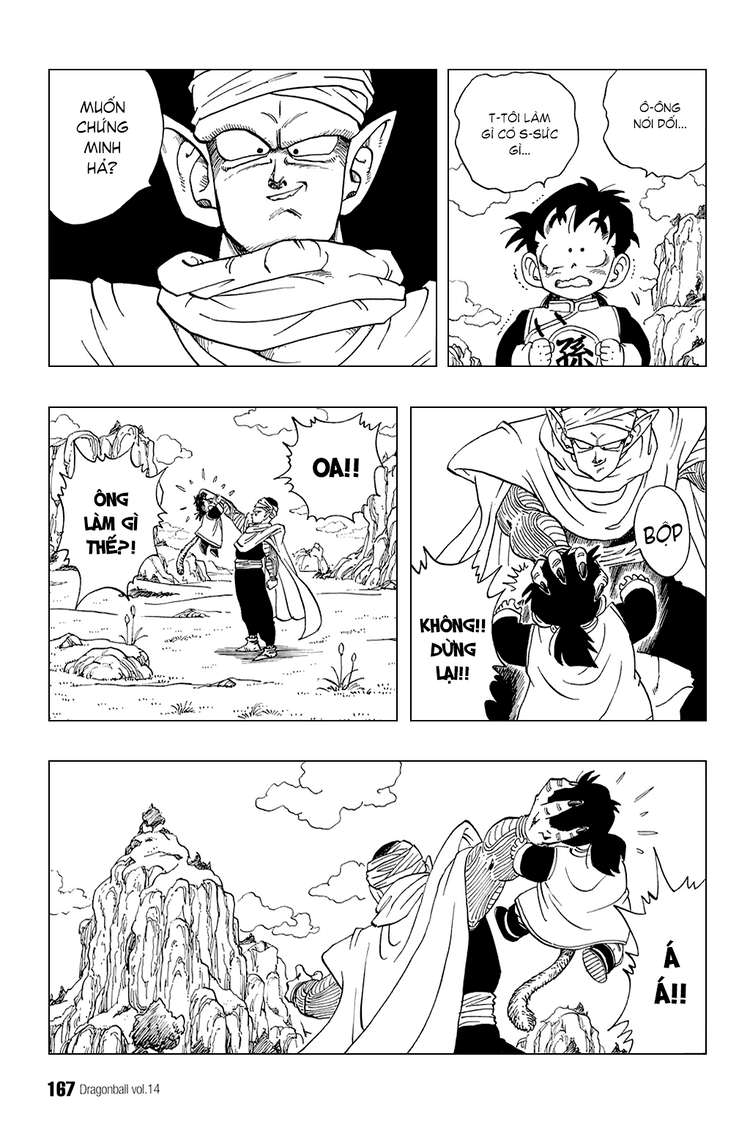 Ô-ÔNG
NÓI DỐI...
T-TÔI LÀM
GÌ CÓ S-SỨC
GÌ...
孫
MUỐN
CHỨNG
MINH
HẢ?
BỘP
KHÔNG!!
DỪNG
LẠI!!
OA!!
ÔNG
LÀM GÌ
THẾ?!
Á
Á!!
167 Dragonball vol.14